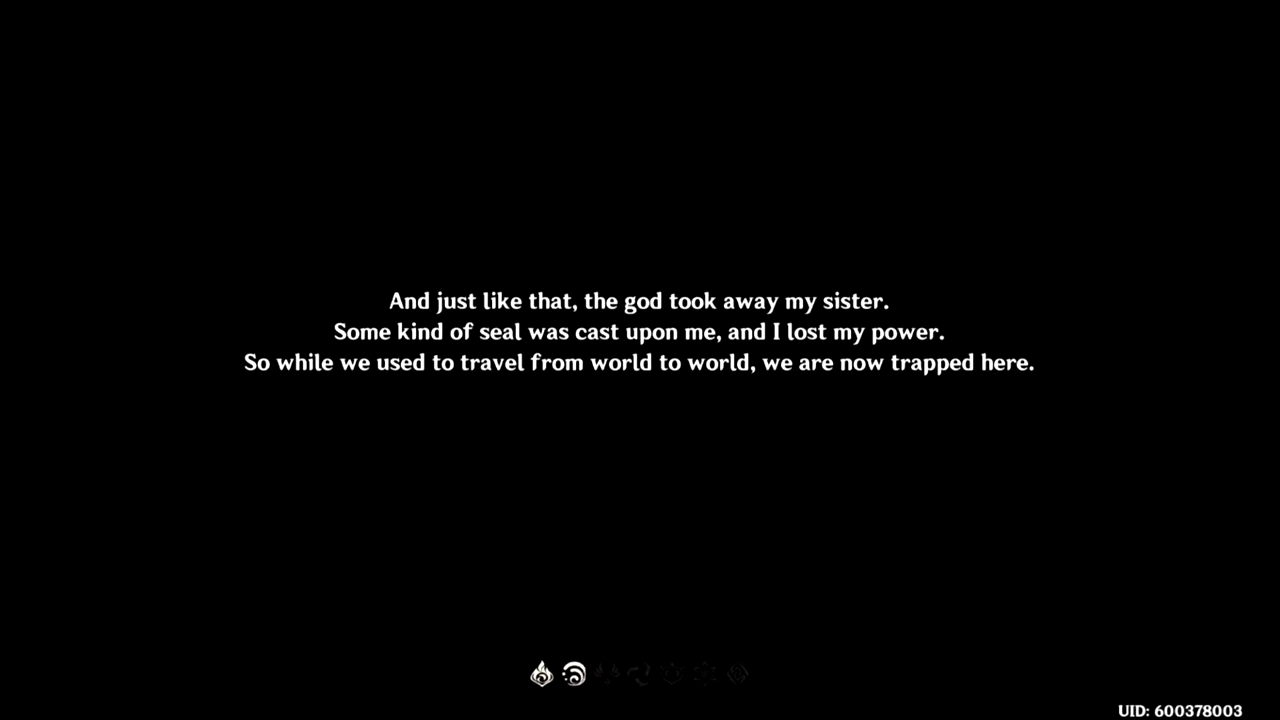 And just like that, the god took away my sister.
Some kind of seal was cast upon me, and I lost my power.
So while we used to travel from world to world, we are now trapped here.
UID: 600378003